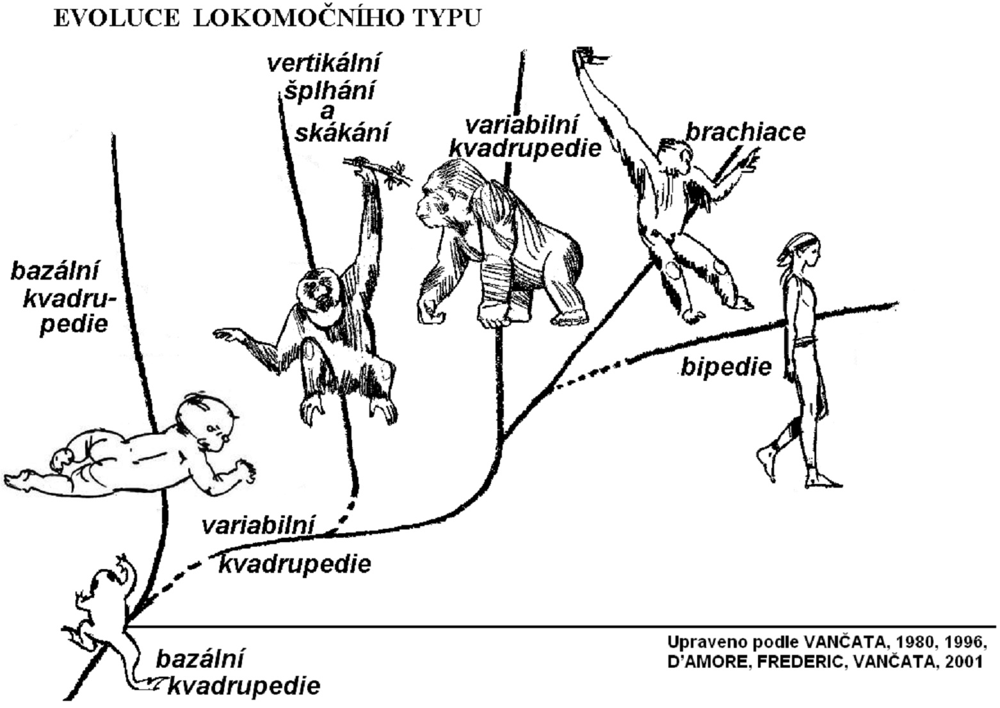 EVOLUCE LOKOMOČNÍHO TYPU
vertikální
šplhání
a
skákání
variabilní
kvadrupedie
brachiace
bazální
kvadru-
pedie
bipedie
variabilní
kvadrupedie
bazální
kvadrupedie
Upraveno podle VANČATA, 1980, 1996,
D'AMORE, FREDERIC, VANČATA, 2001